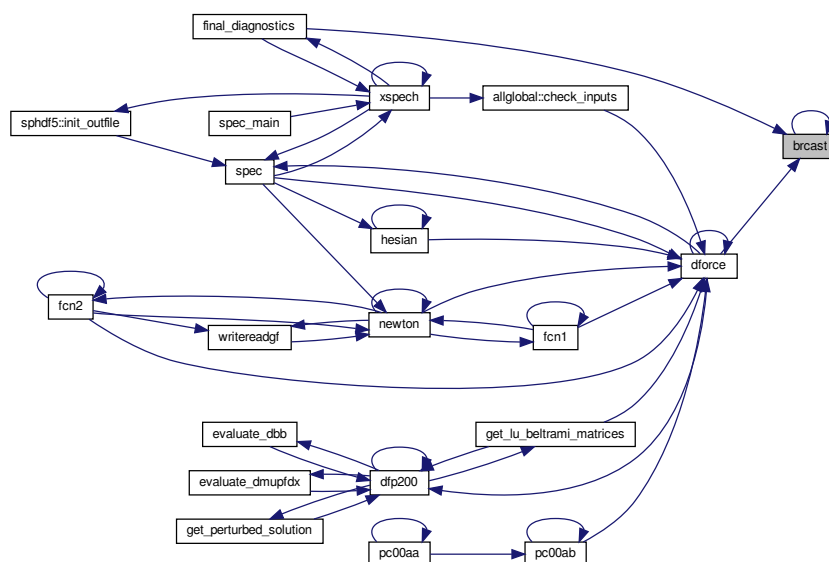 final_diagnostics
xspech
allglobal::check_inputs
sphdf5::init_outfile
spec_main
brcast
spec
hesian
dforce
fcn2
newton
writereadgf
fcn1
evaluate_dbb
get_lu_beltrami_matrices
evaluate_dmupfdx
dfp200
get_perturbed_solution
pc00aa
pc00ab